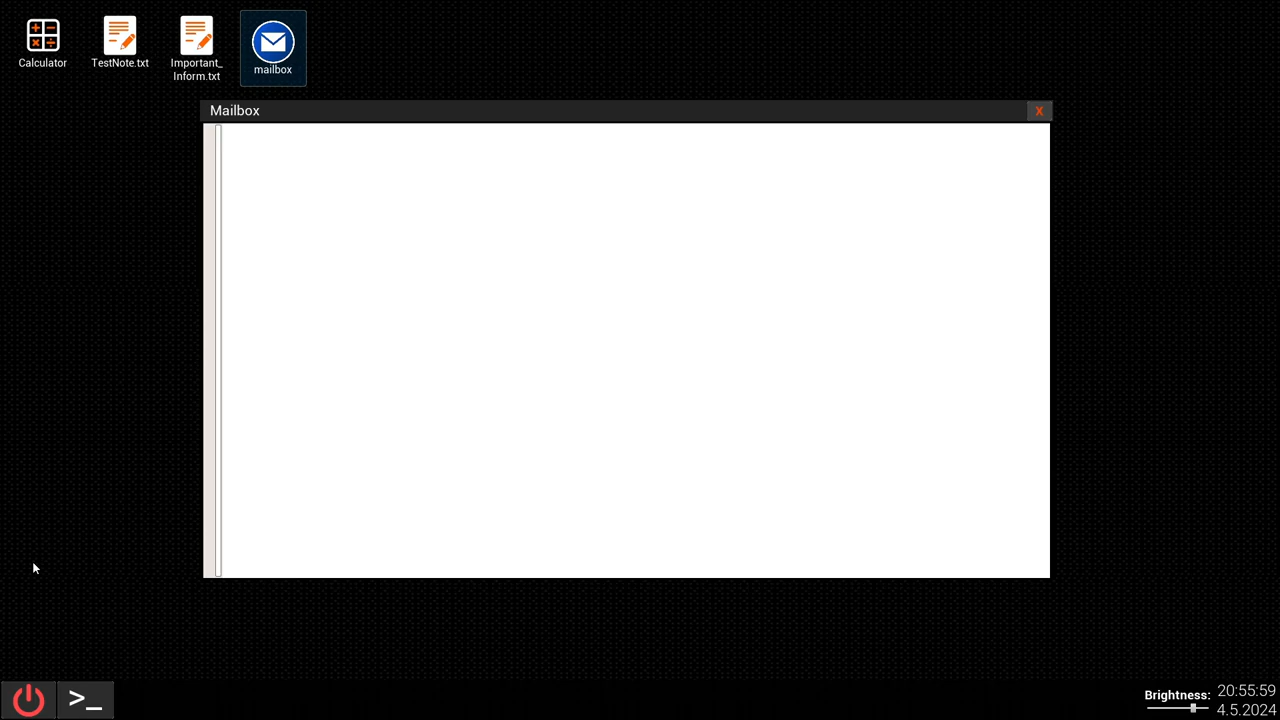 Calculator
TestNote.txt
Important_
Inform.txt
mailbox
Mailbox
X
>_
Brightness:
20:55:59
4.5.2024